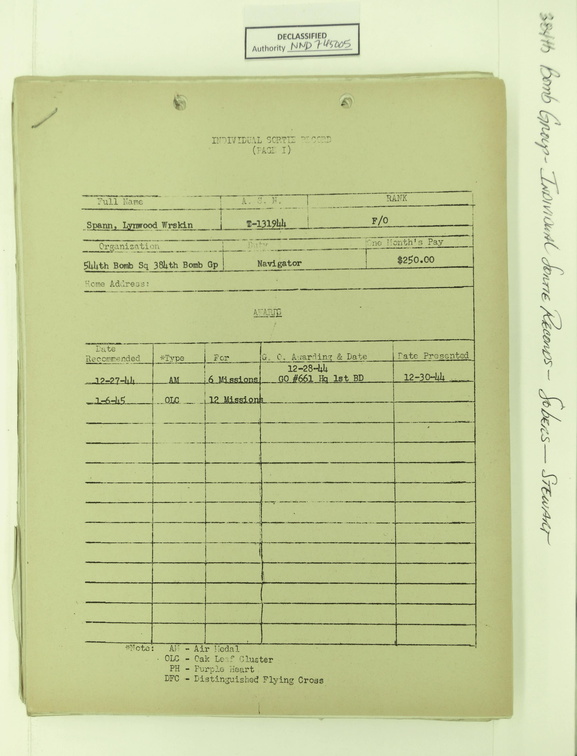 DECLASSIFIED
Authority NND 745005
384th Bomb Group - Individual Sortie Records - Sobers - Stewart
INDIVIDUAL SORTIE RECORD
(PAGE I)
Full Name A. S. N. RANK
Spann, Lynwood Wrskin T-131944 F/O
Organization Duty One Month's Pay
544th Bomb Sq 384th Bomb Gp Navigator $250.00
Home Address:
AWARDS
Date
Recommended *Type For G. O. Awarding & Date Date Presented
12-28-44
12-27-44 AM 6 Missions GO #661 Hq 1st BD 12-30-44
1-6-45 OLC 12 Missions
*Note: AM - Air Medal
OLC - Oak Leaf Cluster
PH - Purple Heart
DFC - Distinguished Flying Cross